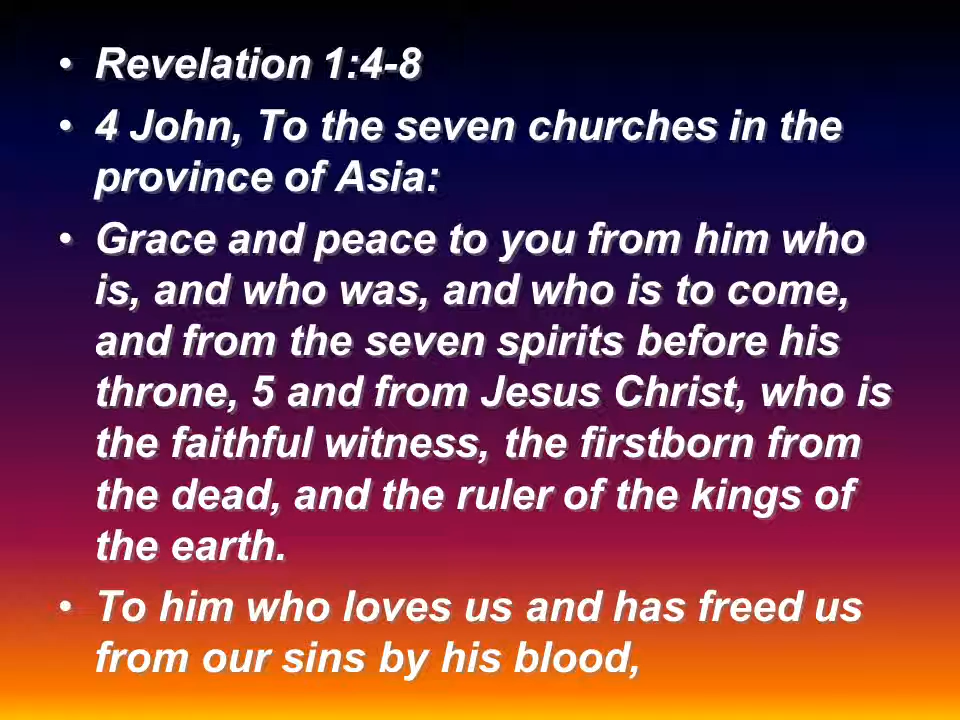 • Revelation 1:4-8
• 4 John, To the seven churches in the
province of Asia:
• Grace and peace to you from him who
is, and who was, and who is to come,
and from the seven spirits before his
throne, 5 and from Jesus Christ, who is
the faithful witness, the firstborn from
the dead, and the ruler of the kings of
the earth.
• To him who loves us and has freed us
from our sins by his blood,